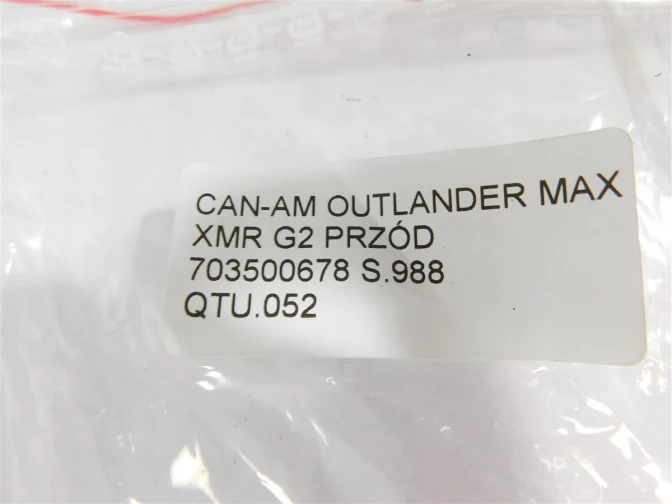 CAN-AM OUTLANDER MAX
XMR G2 PRZÓD
703500678 S.988
QTU.052